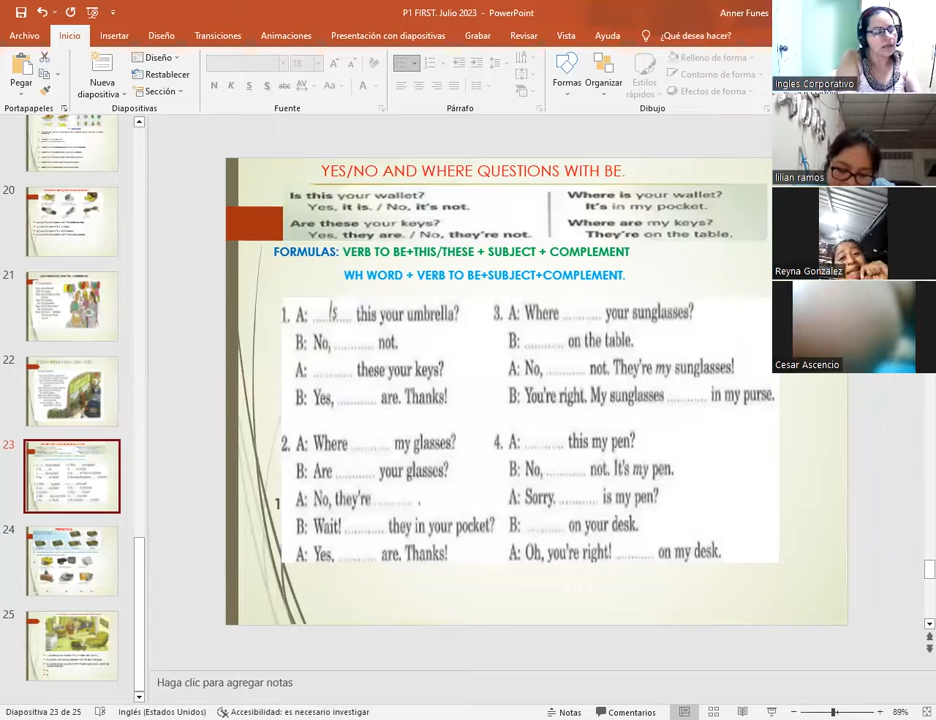 P1 FIRST. Julio 2023 - PowerPoint
Anner Funes
Archivo
Inicio
Insertar
Diseño
Transiciones
Animaciones
Presentación con diapositivas
Grabar
Revisar
Vista
Ayuda
¿Qué desea hacer?
Pegar
Nueva diapositiva
Diseño
Restablecer
Sección
18
N K S S abc AV Aa A
Formas
Organizar
Estilos rápidos
Relleno de forma
Contorno de forma
Efectos de forma
Portapapeles
Diapositivas
Fuente
Párrafo
Dibujo
Ingles Corporativo
lilian ramos
Reyna Gonzalez
Cesar Ascencio
20
21
22
23
24
25
YES/NO AND WHERE QUESTIONS WITH BE.
Is this your wallet?
Yes, it is. / No, it's not.
Are these your keys?
Yes, they are. / No, they're not.
Where is your wallet?
It's in my pocket.
Where are my keys?
They're on the table.
FORMULAS: VERB TO BE+THIS/THESE + SUBJECT + COMPLEMENT
WH WORD + VERB TO BE+SUBJECT+COMPLEMENT.
1. A: ....Is.... this your umbrella?
B: No, .......... not.
A: .......... these your keys?
B: Yes, .......... are. Thanks!
2. A: Where .......... my glasses?
B: Are .......... your glasses?
A: No, they're .......... .
B: Wait! .......... they in your pocket?
A: Yes, .......... are. Thanks!
3. A: Where .......... your sunglasses?
B: .......... on the table.
A: No, .......... not. They're my sunglasses!
B: You're right. My sunglasses .......... in my purse.
4. A: .......... this my pen?
B: No, .......... not. It's my pen.
A: Sorry. .......... is my pen?
B: .......... on your desk.
A: Oh, you're right! .......... on my desk.
1
Haga clic para agregar notas
Diapositiva 23 de 25
Inglés (Estados Unidos)
Accesibilidad: es necesario investigar
Notas
Comentarios
89%